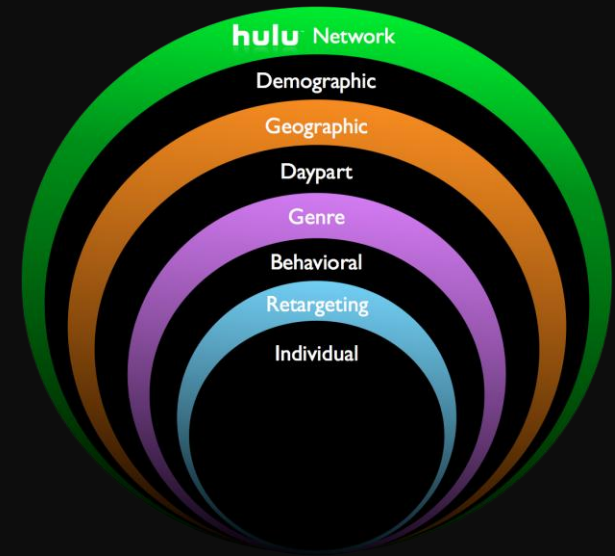 hulu Network
Demographic
Geographic
Daypart
Genre
Behavioral
Retargeting
Individual